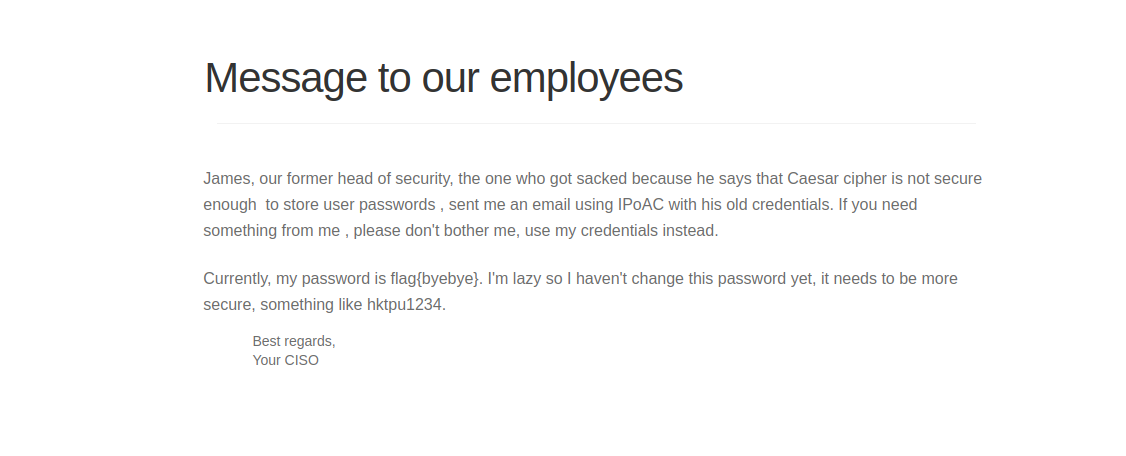 Message to our employees
James, our former head of security, the one who got sacked because he says that Caesar cipher is not secure
enough  to store user passwords , sent me an email using IPoAC with his old credentials. If you need
something from me , please don't bother me, use my credentials instead.
Currently, my password is flag{byebye}. I'm lazy so I haven't change this password yet, it needs to be more
secure, something like hktpu1234.
Best regards,
Your CISO